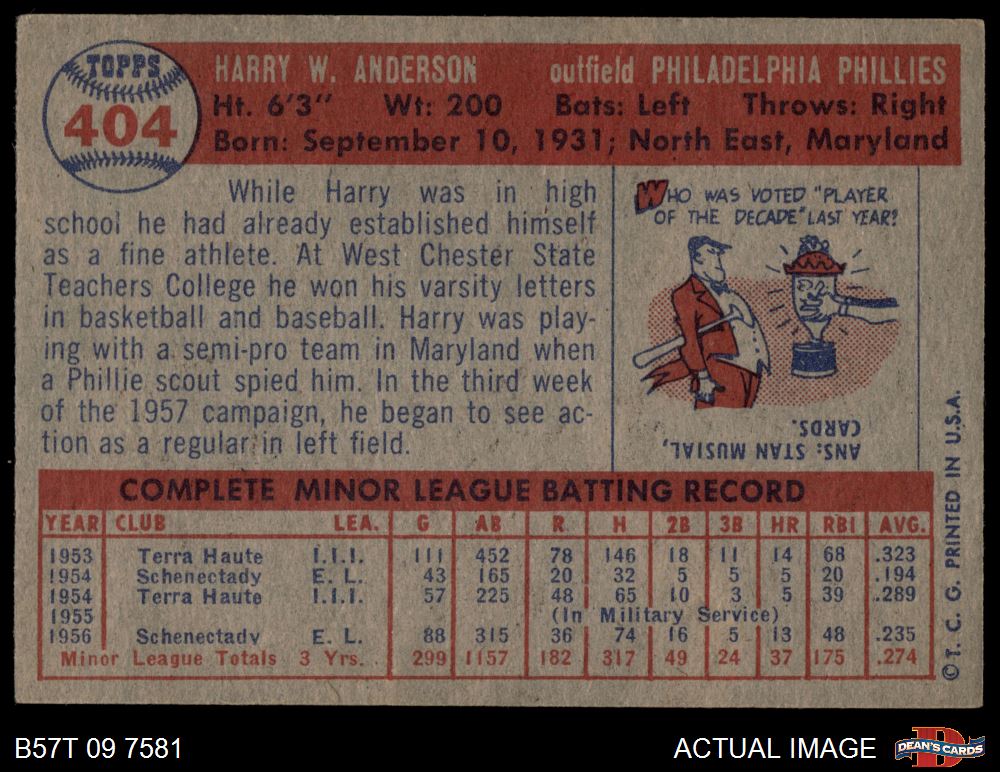 TOPPS
404
HARRY W. ANDERSON outfield PHILADELPHIA PHILLIES
Ht. 6'3" Wt: 200 Bats: Left Throws: Right
Born: September 10, 1931; North East, Maryland
While Harry was in high
school he had already established himself
as a fine athlete. At West Chester State
Teachers College he won his varsity letters
in basketball and baseball. Harry was play-
ing with a semi-pro team in Maryland when
a Phillie scout spied him. In the third week
of the 1957 campaign, he began to see ac-
tion as a regular in left field.
WHO WAS VOTED "PLAYER
OF THE DECADE" LAST YEAR?
ANS: STAN MUSIAL,
CARDS.
COMPLETE MINOR LEAGUE BATTING RECORD
YEAR CLUB LEA. G AB R H 2B 3B HR RBI AVG.
1953 Terra Haute I.I.I. 111 452 78 146 18 11 14 68 .323
1954 Schenectady E. L. 43 165 20 32 5 5 5 20 .194
1954 Terra Haute I.I.I. 57 225 48 65 10 3 5 39 .289
1955 (In Military Service)
1956 Schenectady E. L. 88 315 36 74 16 5 13 48 .235
Minor League Totals 3 Yrs. 299 1157 182 317 49 24 37 175 .274
© T. C. G. PRINTED IN U.S.A.
B57T 09 7581
ACTUAL IMAGE
DEAN'S CARDS